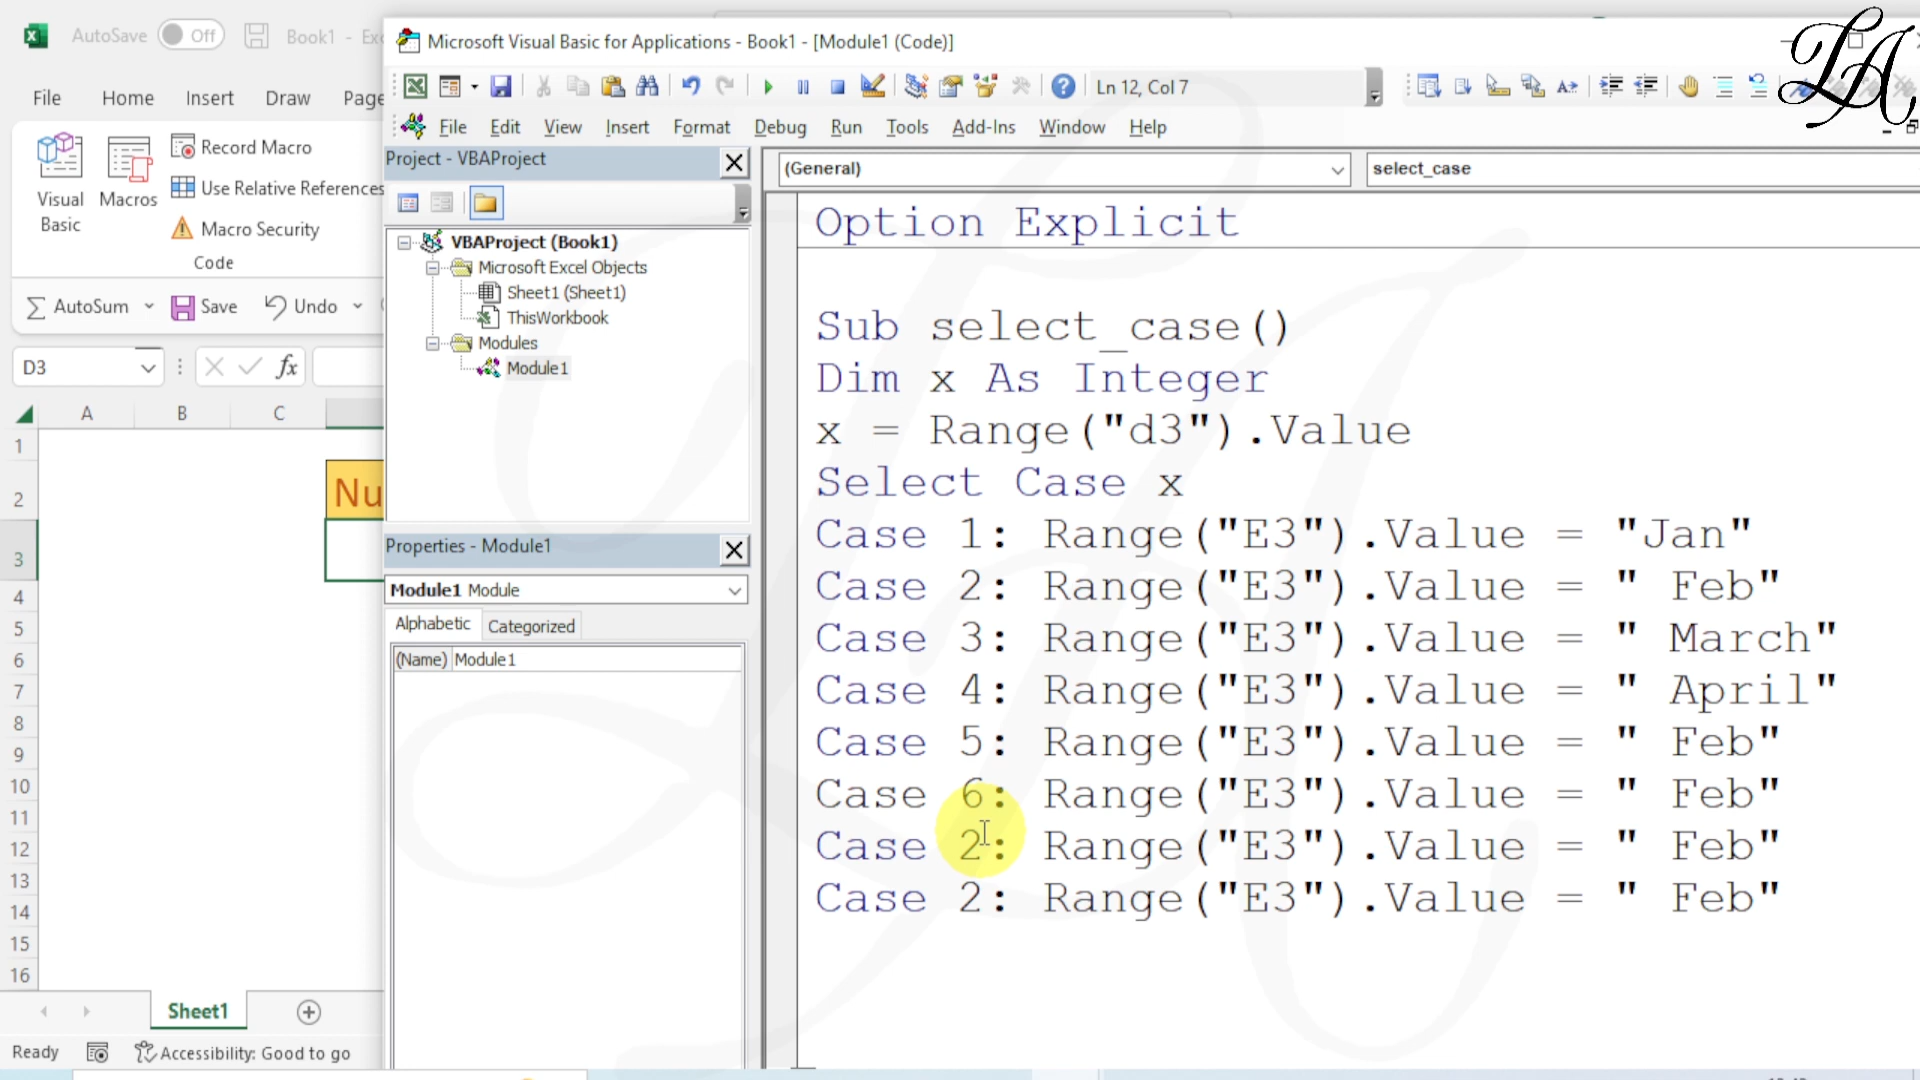 AutoSave Off Book1 - Ex
Microsoft Visual Basic for Applications - Book1 - [Module1 (Code)]
LA
File Home Insert Draw Page
Ln 12, Col 7
File Edit View Insert Format Debug Run Tools Add-Ins Window Help
Visual Basic
Macros
Record Macro
Use Relative References
Macro Security
Code
AutoSum Save Undo
D3 fx
A B C
1
2
3
4
5
6
7
8
9
10
11
12
13
14
15
16
Nu
Sheet1
Ready Accessibility: Good to go
Project - VBAProject
VBAProject (Book1)
Microsoft Excel Objects
Sheet1 (Sheet1)
ThisWorkbook
Modules
Module1
Properties - Module1
Module1 Module
Alphabetic Categorized
(Name) Module1
(General) select_case
Option Explicit
Sub select_case()
Dim x As Integer
x = Range("d3").Value
Select Case x
Case 1: Range("E3").Value = "Jan"
Case 2: Range("E3").Value = " Feb"
Case 3: Range("E3").Value = " March"
Case 4: Range("E3").Value = " April"
Case 5: Range("E3").Value = " Feb"
Case 6: Range("E3").Value = " Feb"
Case 2: Range("E3").Value = " Feb"
Case 2: Range("E3").Value = " Feb"